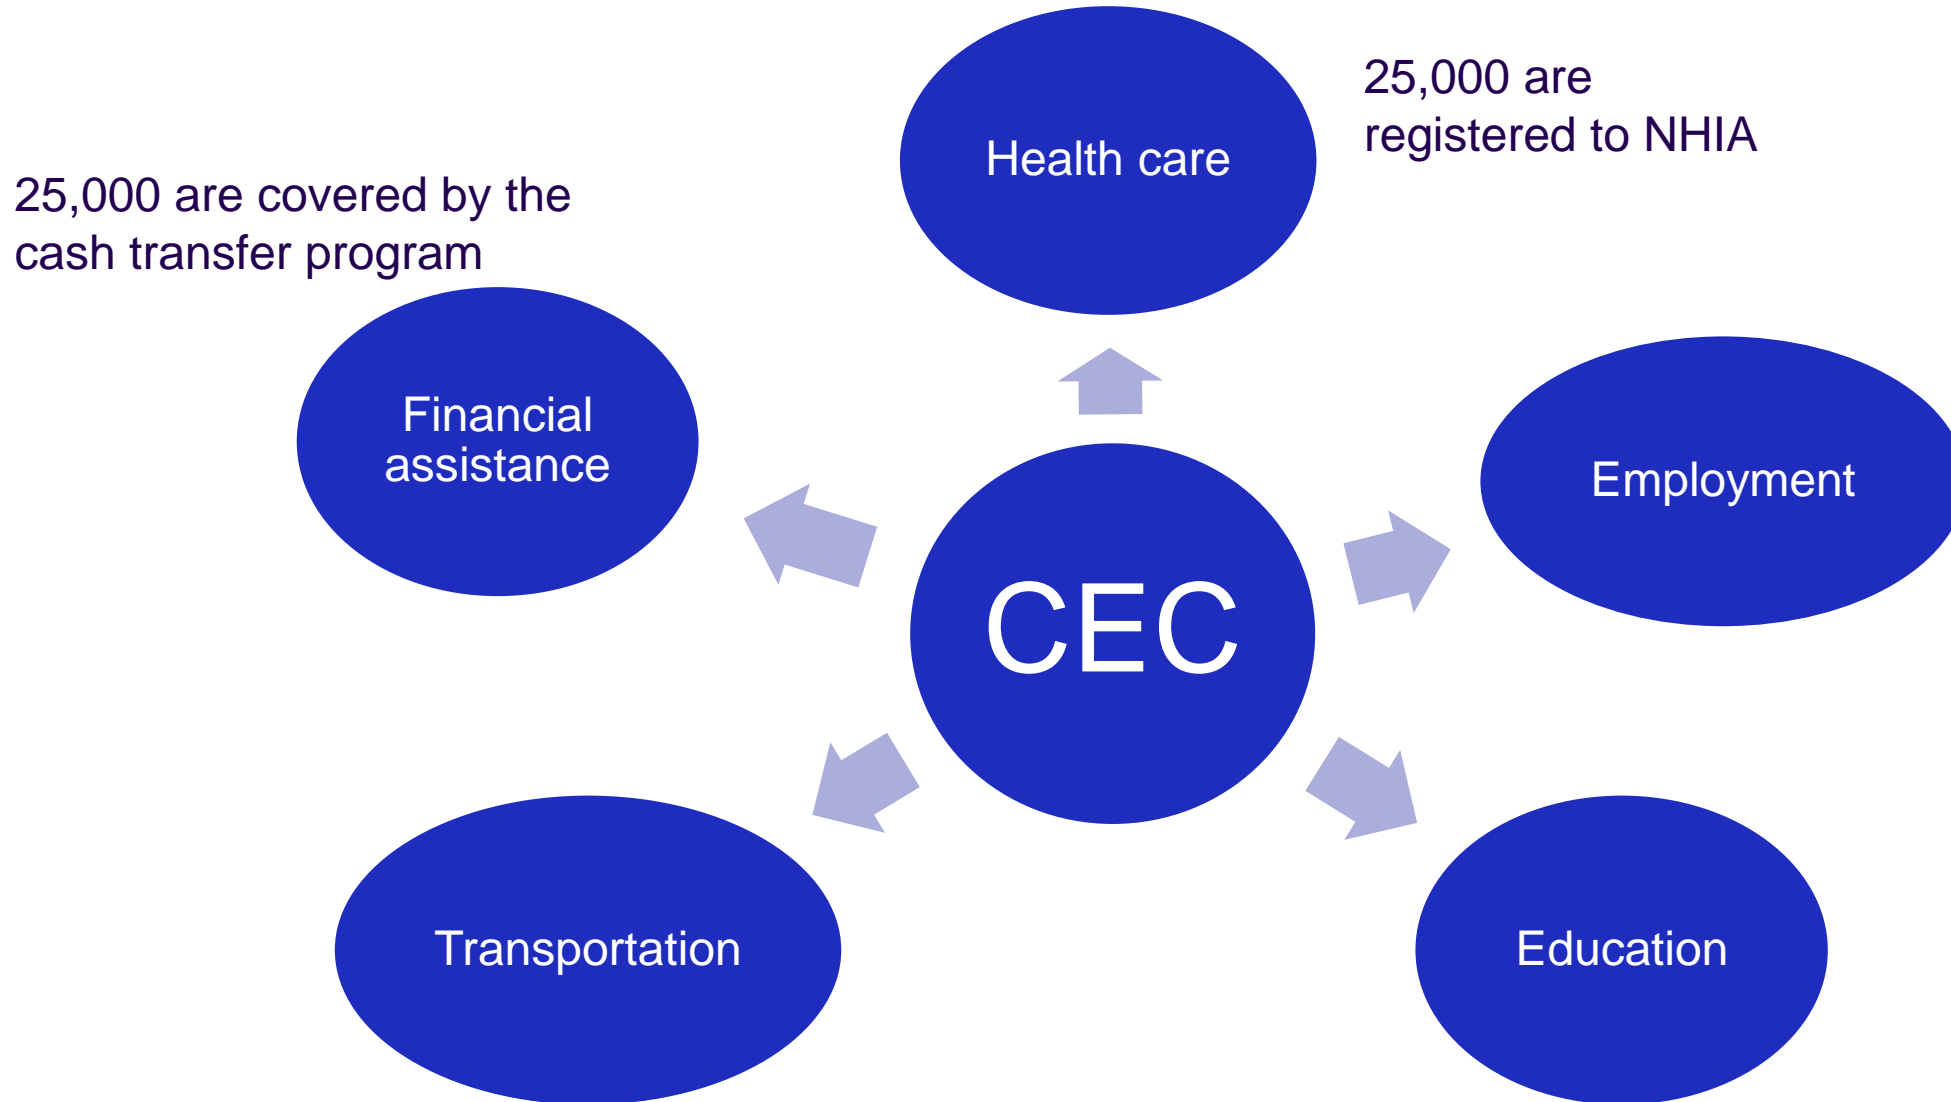 Health care
25,000 are
registered to NHIA
25,000 are covered by the
cash transfer program
Financial
assistance
Employment
CEC
Transportation
Education